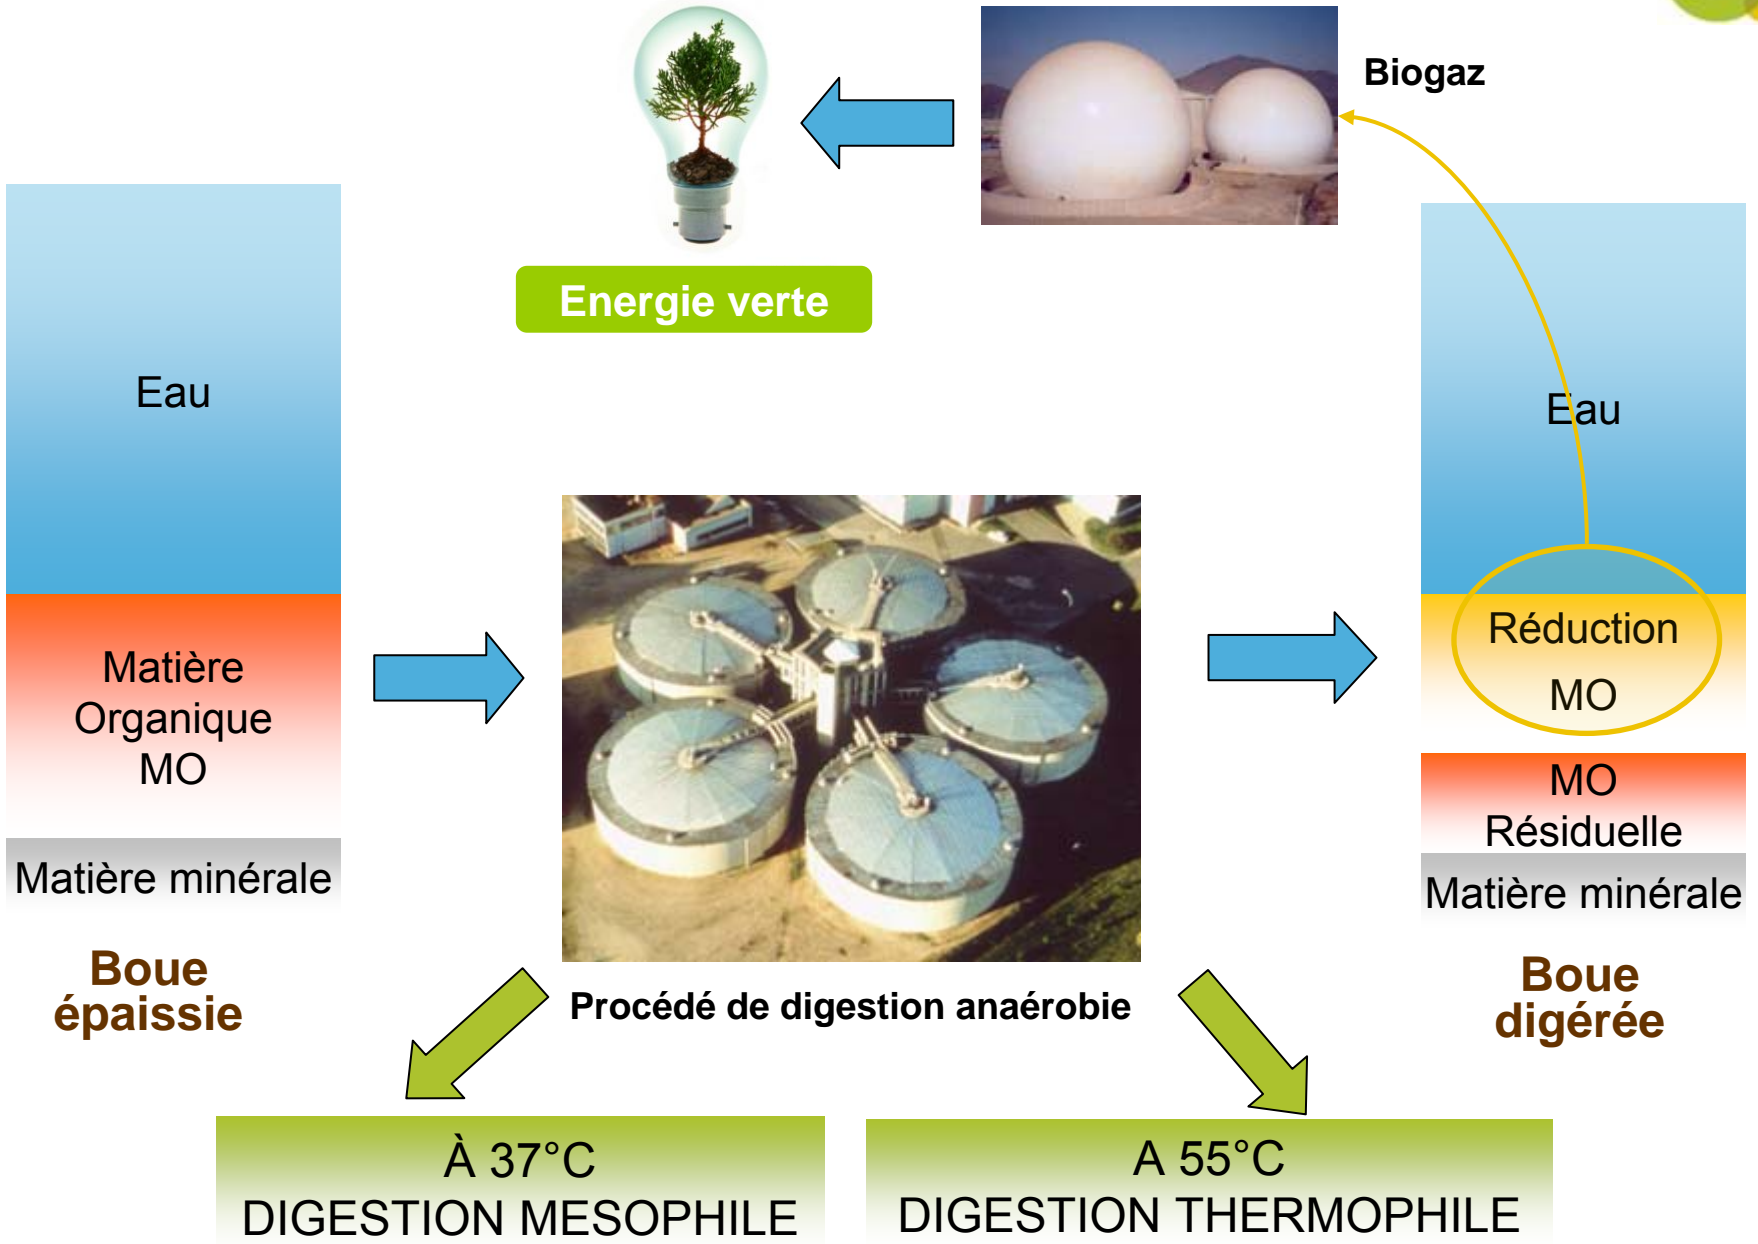 Biogaz
Energie verte
Eau
Matière
Organique
MO
Matière minérale
Boue
épaissie
Procédé de digestion anaérobie
Eau
Réduction
MO
MO
Résiduelle
Matière minérale
Boue
digérée
À 37°C
DIGESTION MESOPHILE
A 55°C
DIGESTION THERMOPHILE